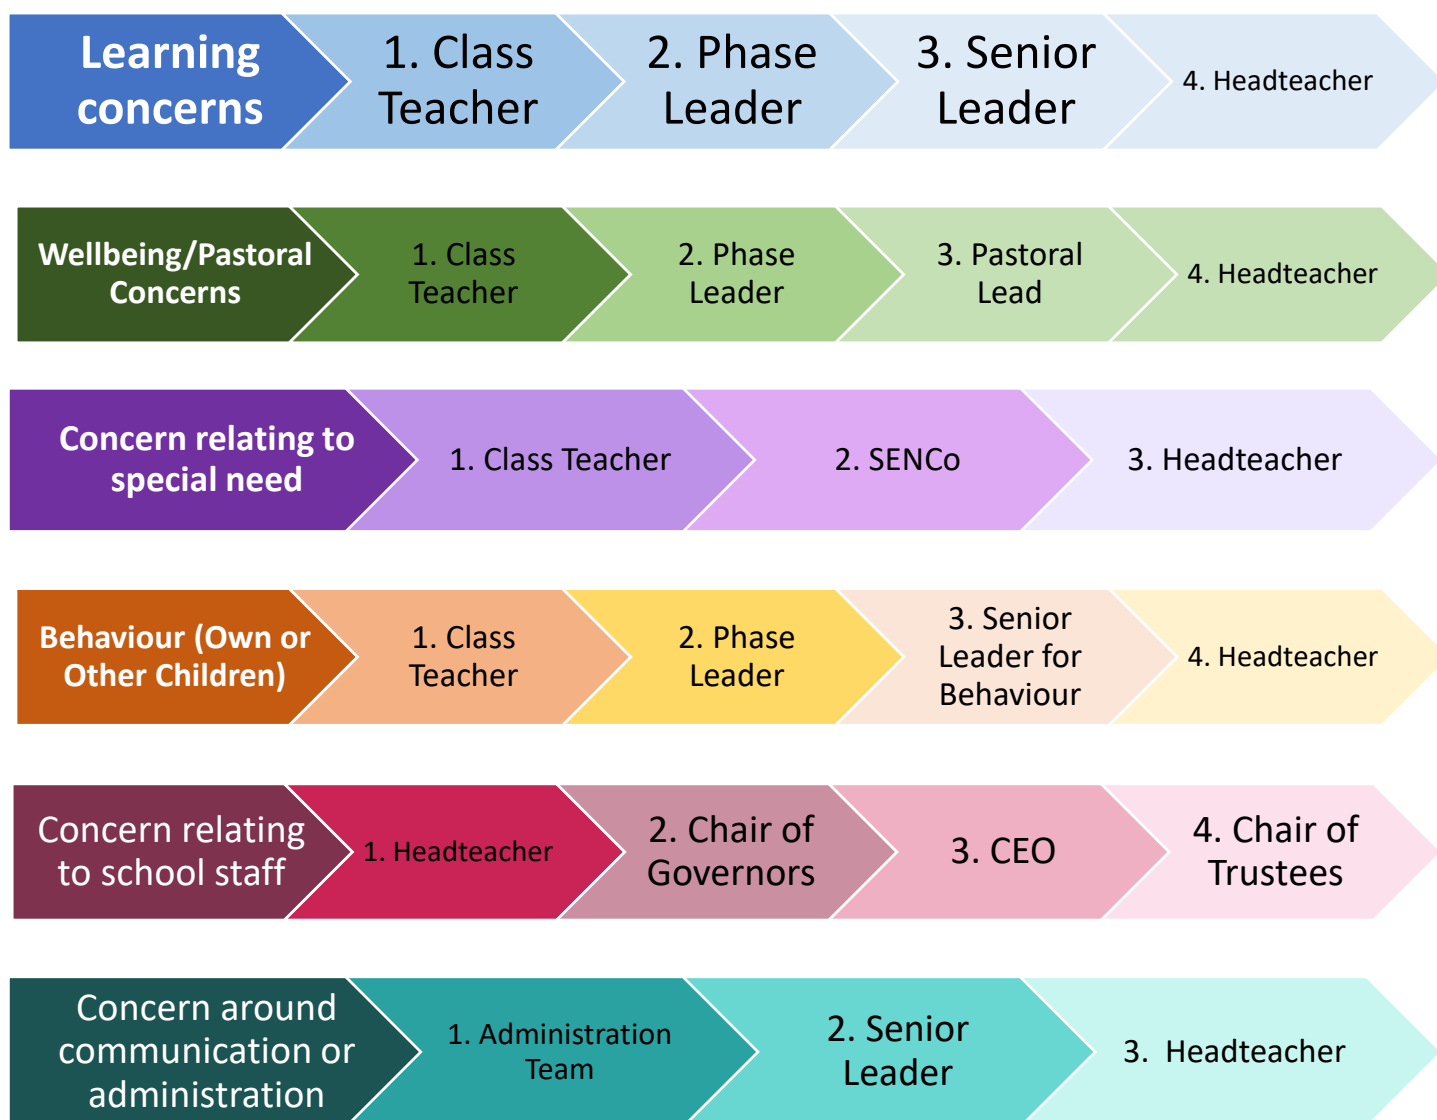 Learning
concerns
1. Class
Teacher
2. Phase
Leader
3. Senior
Leader
4. Headteacher
Wellbeing/Pastoral
Concerns
1. Class
Teacher
2. Phase
Leader
3. Pastoral
Lead
4. Headteacher
Concern relating to
special need
1. Class Teacher
2. SENCo
3. Headteacher
Behaviour (Own or
Other Children)
1. Class
Teacher
2. Phase
Leader
3. Senior
Leader for
Behaviour
4. Headteacher
Concern relating
to school staff
1. Headteacher
2. Chair of
Governors
3. CEO
4. Chair of
Trustees
Concern around
communication or
administration
1. Administration
Team
2. Senior
Leader
3. Headteacher